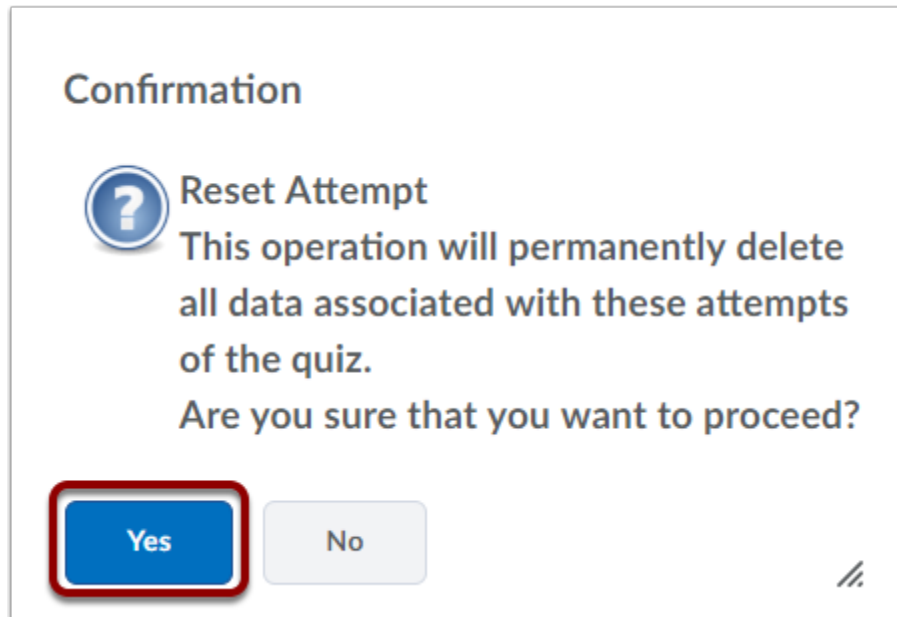 Confirmation
Reset Attempt
This operation will permanently delete
all data associated with these attempts
of the quiz.
Are you sure that you want to proceed?
Yes
No